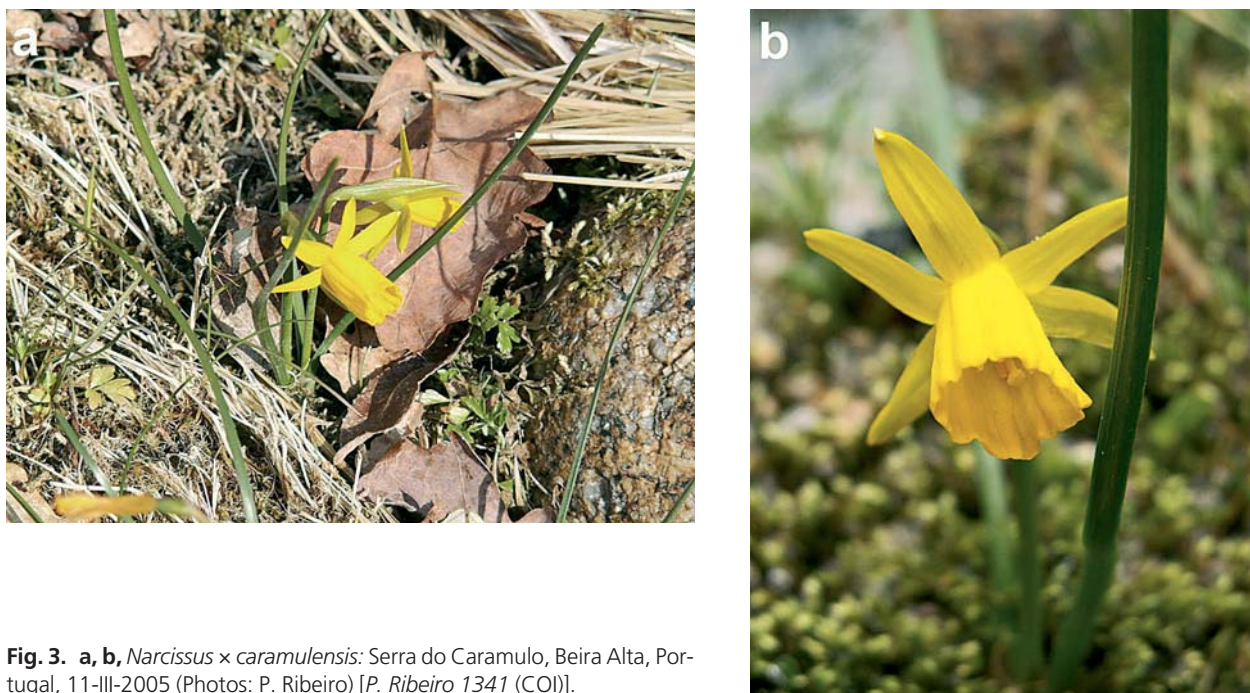 a
b
Fig. 3. a, b, Narcissus × caramulensis: Serra do Caramulo, Beira Alta, Por-
tugal, 11-III-2005 (Photos: P. Ribeiro) [P. Ribeiro 1341 (COI)].